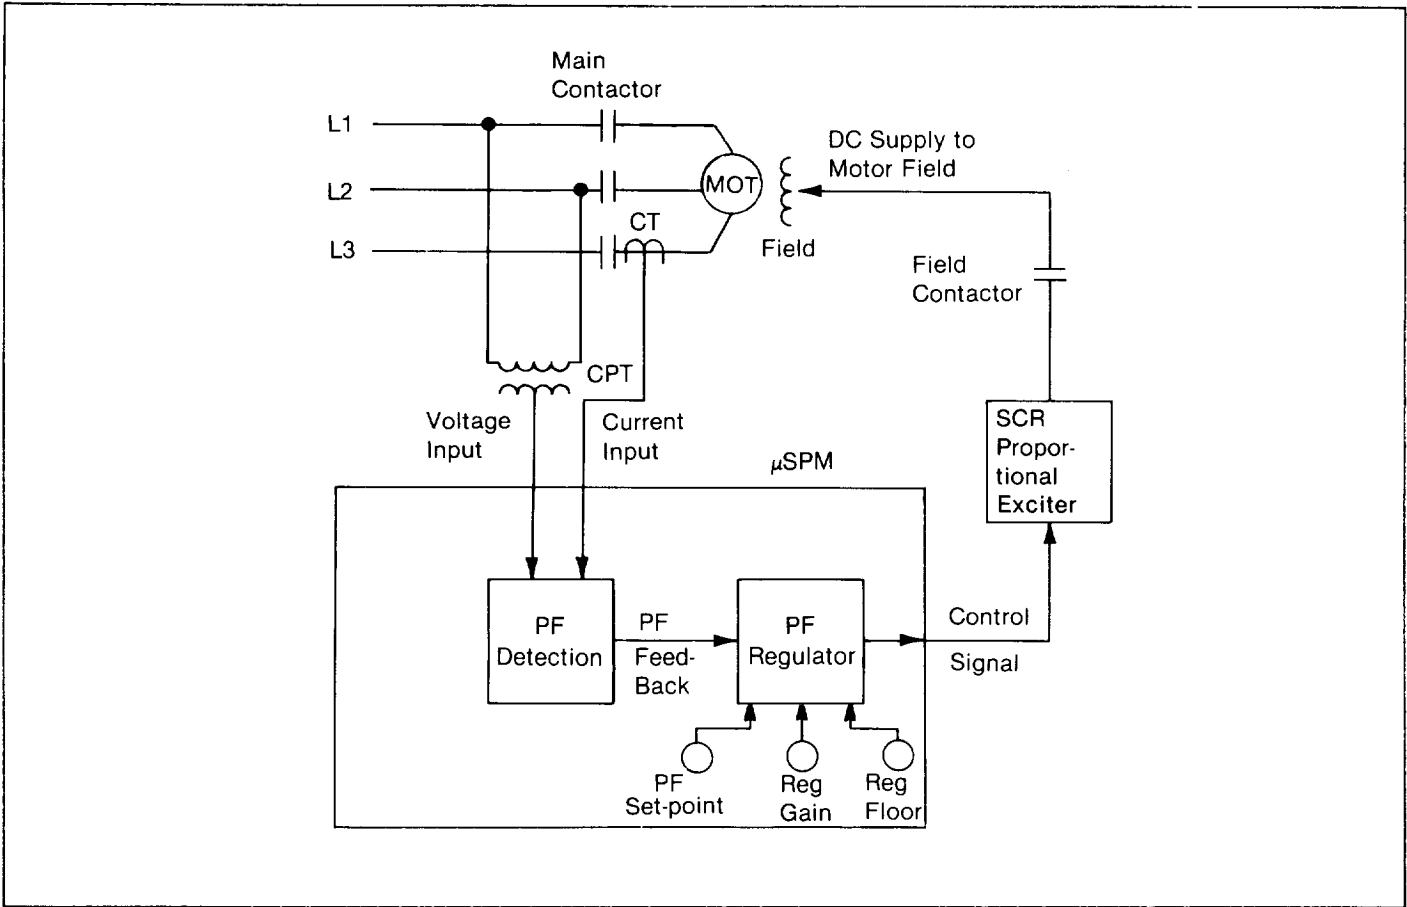 Main
Contactor
L1
L2
L3
MOT
CT
DC Supply to
Motor Field
Field
Field
Contactor
CPT
Voltage
Input
Current
Input
μSPM
SCR
Propor-
tional
Exciter
PF
Detection
PF
Feed-
Back
PF
Regulator
Control
Signal
PF
Set-point
Reg
Gain
Reg
Floor